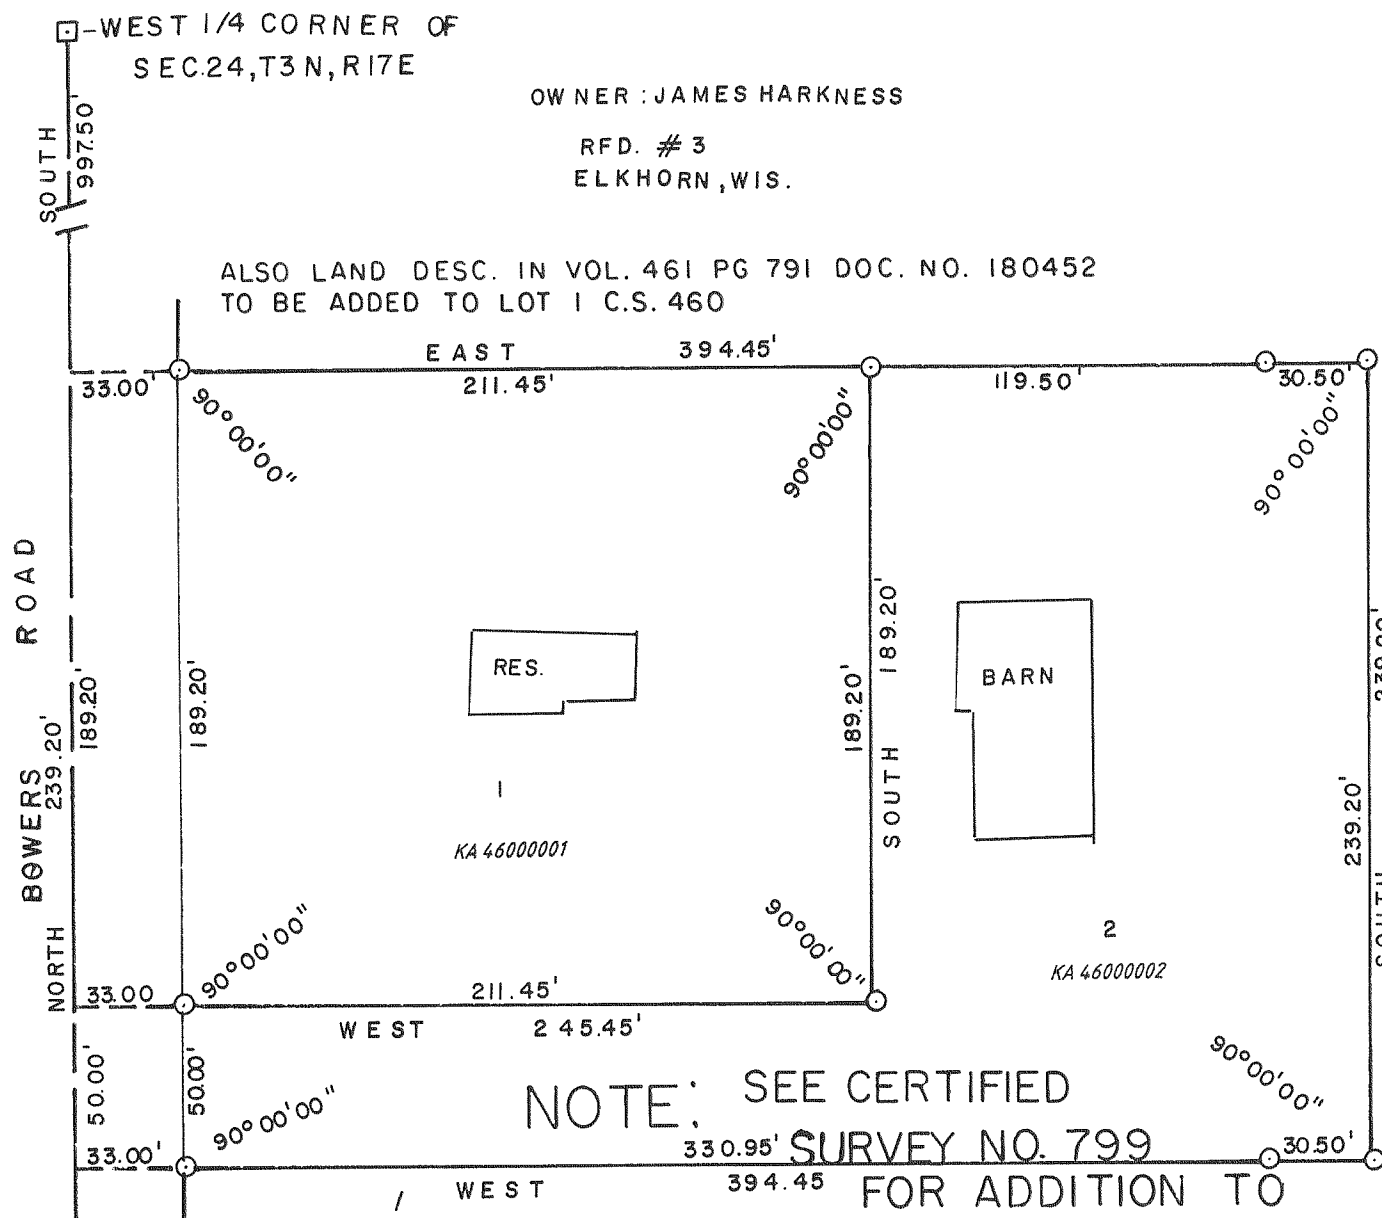 WEST 1/4 CORNER OF
SEC.24,T3N,R17E
OWNER : JAMES HARKNESS
RFD. # 3
ELKHORN, WIS.
SOUTH
997.50'
ALSO LAND DESC. IN VOL. 461 PG 791 DOC. NO. 180452
TO BE ADDED TO LOT 1 C.S. 460
EAST 394.45'
33.00' 211.45' 119.50' 30.50'
90°00'00" 90°00'00" 90°00'00"
BOWERS ROAD
NORTH 239.20'
189.20'
189.20'
RES.
189.20'
SOUTH 189.20'
BARN
239.20'
SOUTH
1
KA 46000001
2
KA 46000002
90°00'00" 90°00'00"
33.00 211.45'
WEST 245.45'
50.00'
50.00'
90°00'00"
90°00'00"
NOTE: SEE CERTIFIED
SURVEY NO. 799
FOR ADDITION TO
33.00' 330.95' 30.50'
WEST 394.45